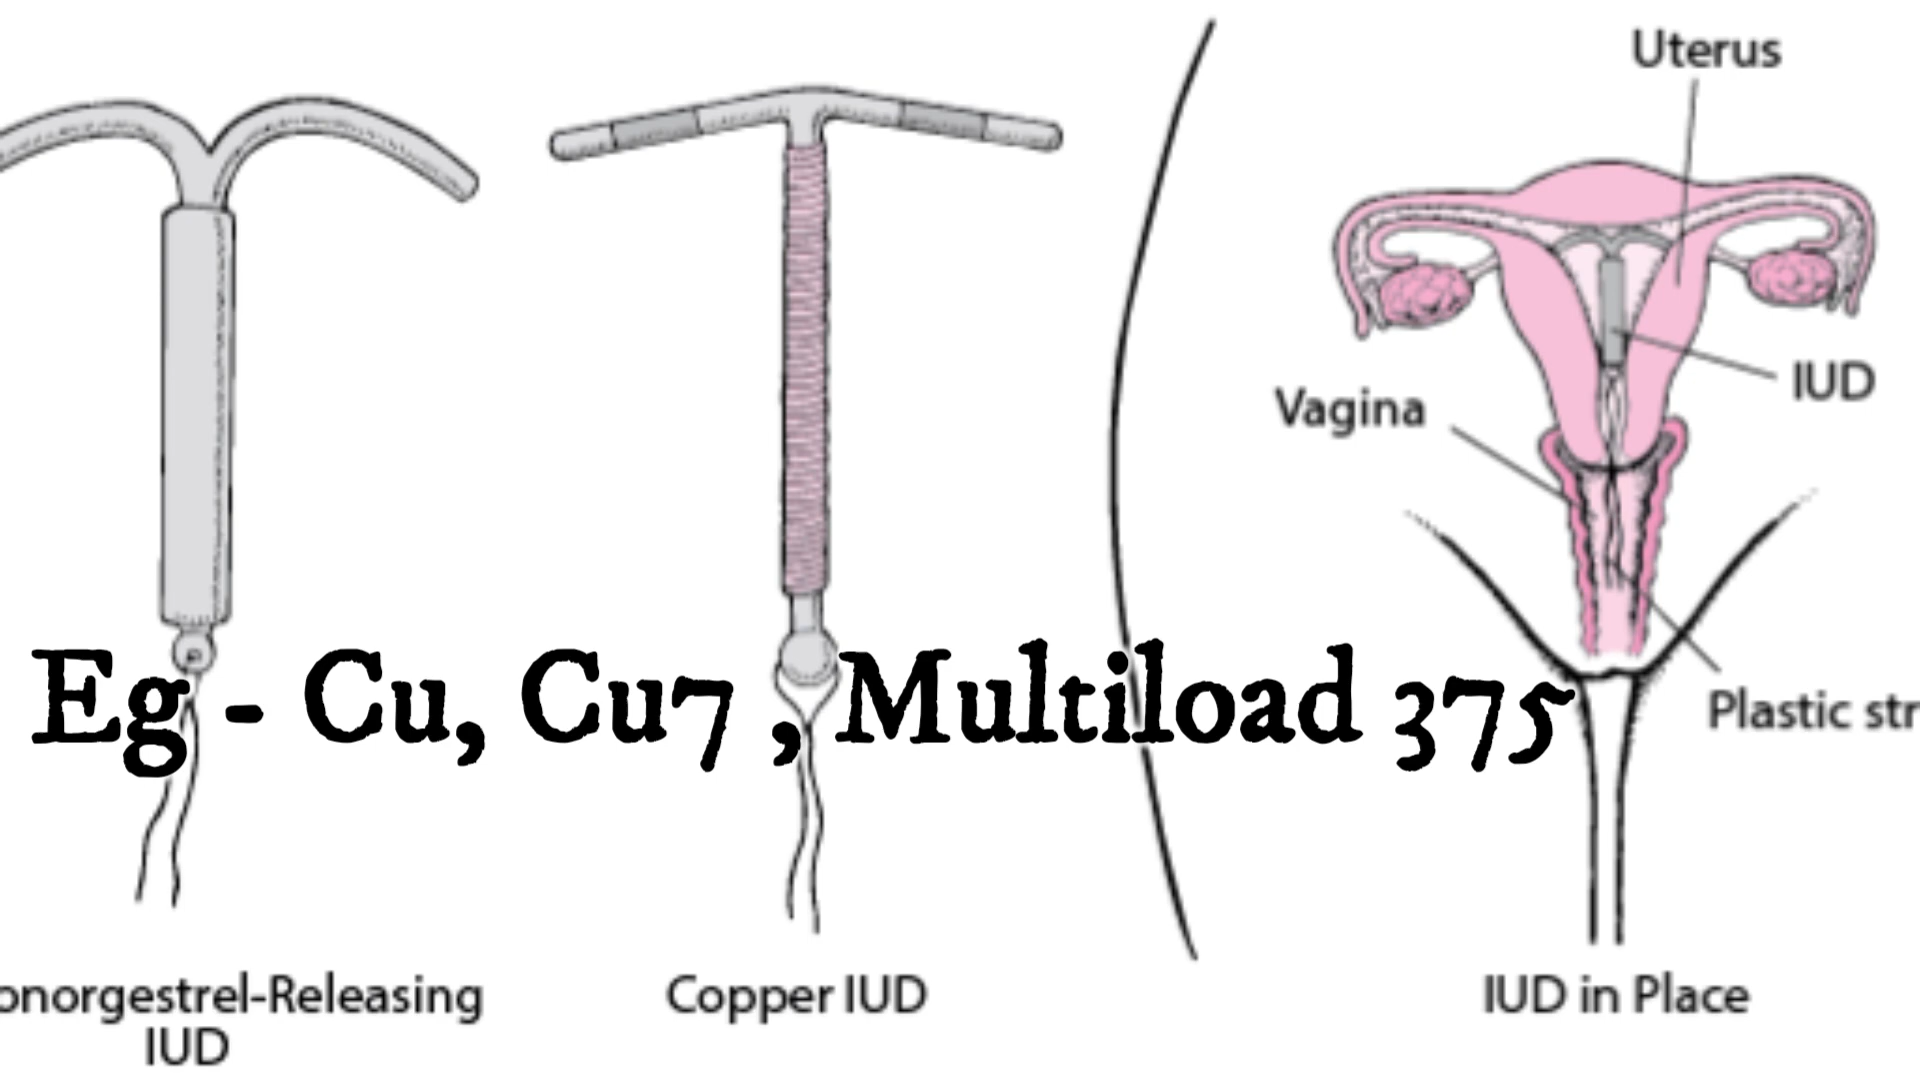 Uterus
IUD
Vagina
Eg - Cu, Cu7 , Multiload 375
Plastic str
onorgestrel-Releasing
IUD
Copper IUD
IUD in Place